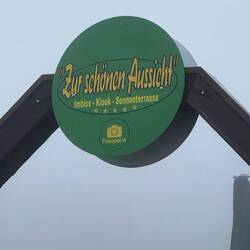 "Zur schönen Aussicht"
Imbiss • Kiosk • Sonnenterrasse
Fotopoint